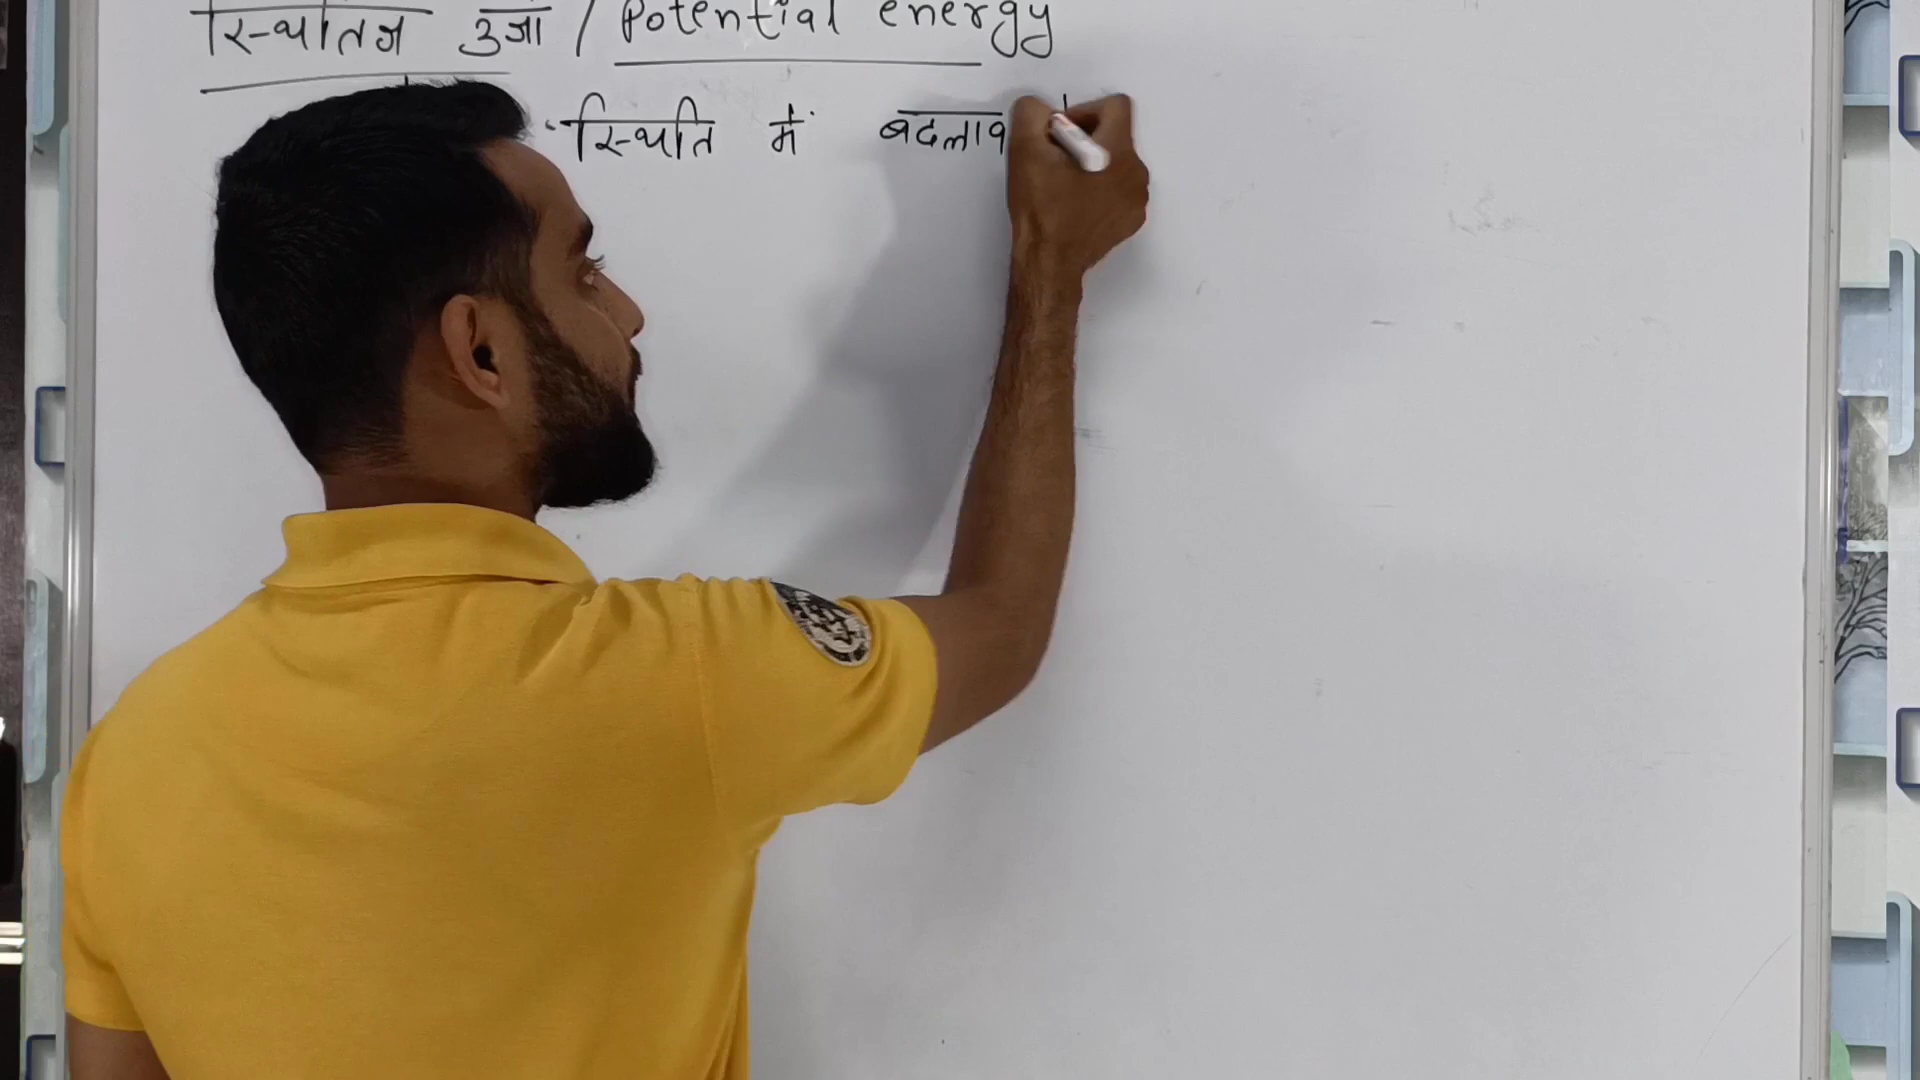 स्थितिज ऊर्जा / Potential energy
स्थिति में बदलाव